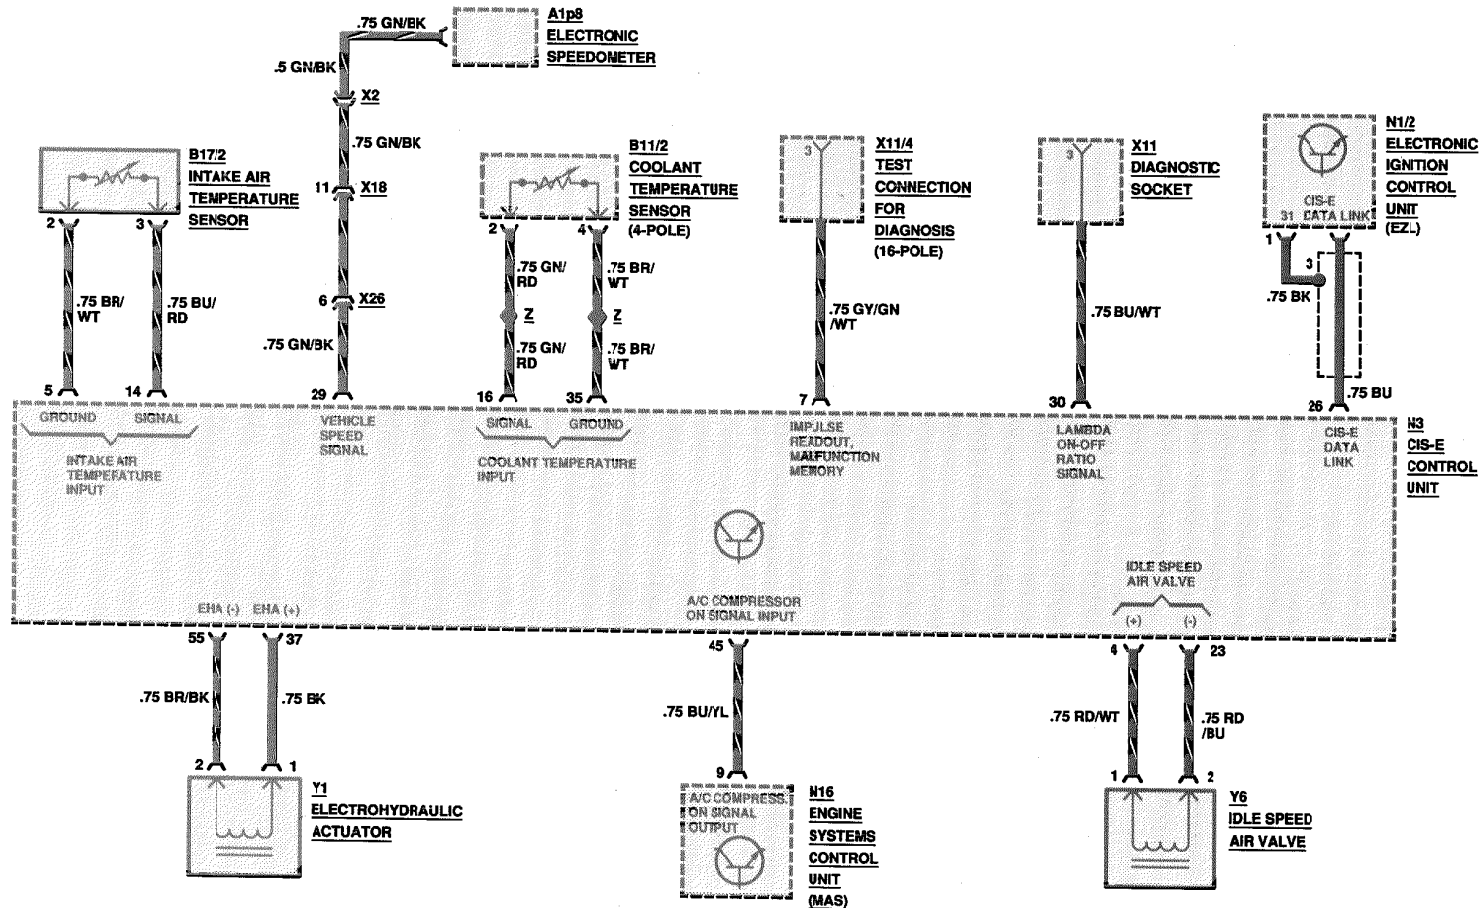 .75 GN/BK
A1p8
ELECTRONIC
SPEEDOMETER
.5 GN/BK
X2
.75 GN/BK
11 X18
6 X26
.75 GN/BK
29
B17/2
INTAKE AIR
TEMPERATURE
SENSOR
2 3
.75 BR/
WT
.75 BU/
RD
5 14
B11/2
COOLANT
TEMPERATURE
SENSOR
(4-POLE)
2 4
.75 GN/
RD
.75 BR/
WT
Z Z
.75 GN/
RD
.75 BR/
WT
16 35
3
X11/4
TEST
CONNECTION
FOR
DIAGNOSIS
(16-POLE)
.75 GY/GN
/WT
7
3
X11
DIAGNOSTIC
SOCKET
.75 BU/WT
30
N1/2
ELECTRONIC
IGNITION
CONTROL
UNIT
(EZL)
CIS-E
31 DATA LINK
1
3
.75 BK
.75 BU
26
GROUND SIGNAL
INTAKE AIR
TEMPERATURE
INPUT
VEHICLE
SPEED
SIGNAL
SIGNAL GROUND
COOLANT TEMPERATURE
INPUT
IMPULSE
READOUT,
MALFUNCTION
MEMORY
LAMBDA
ON-OFF
RATIO
SIGNAL
CIS-E
DATA
LINK
N3
CIS-E
CONTROL
UNIT
EHA (-) EHA (+)
A/C COMPRESSOR
ON SIGNAL INPUT
IDLE SPEED
AIR VALVE
(+) (-)
55 37
.75 BR/BK
.75 BK
2 1
Y1
ELECTROHYDRAULIC
ACTUATOR
45
.75 BU/YL
9
A/C COMPRESS.
ON SIGNAL
OUTPUT
N16
ENGINE
SYSTEMS
CONTROL
UNIT
(MAS)
4 23
.75 RD/WT
.75 RD
/BU
1 2
Y6
IDLE SPEED
AIR VALVE